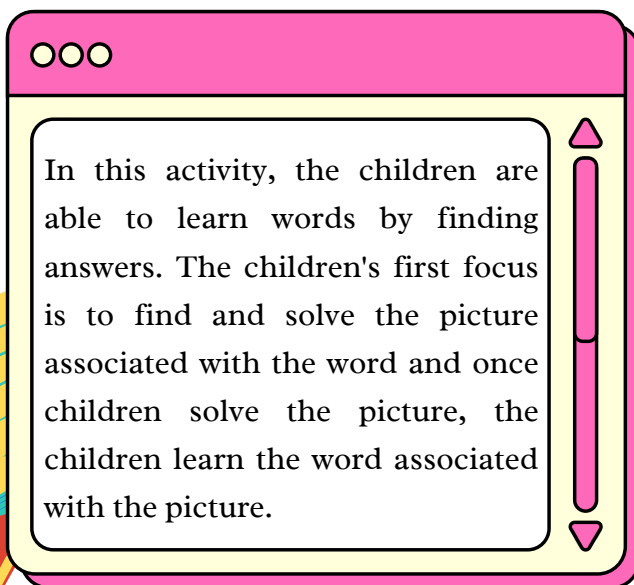 In this activity, the children are
able to learn words by finding
answers. The children's first focus
is to find and solve the picture
associated with the word and once
children solve the picture, the
children learn the word associated
with the picture.